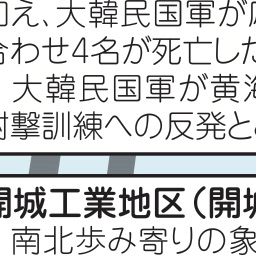 加え、大韓民国軍が
合わせ4名が死亡した
大韓民国軍が黄海
射撃訓練への反発と
開城工業地区(開城
南北歩み寄りの象